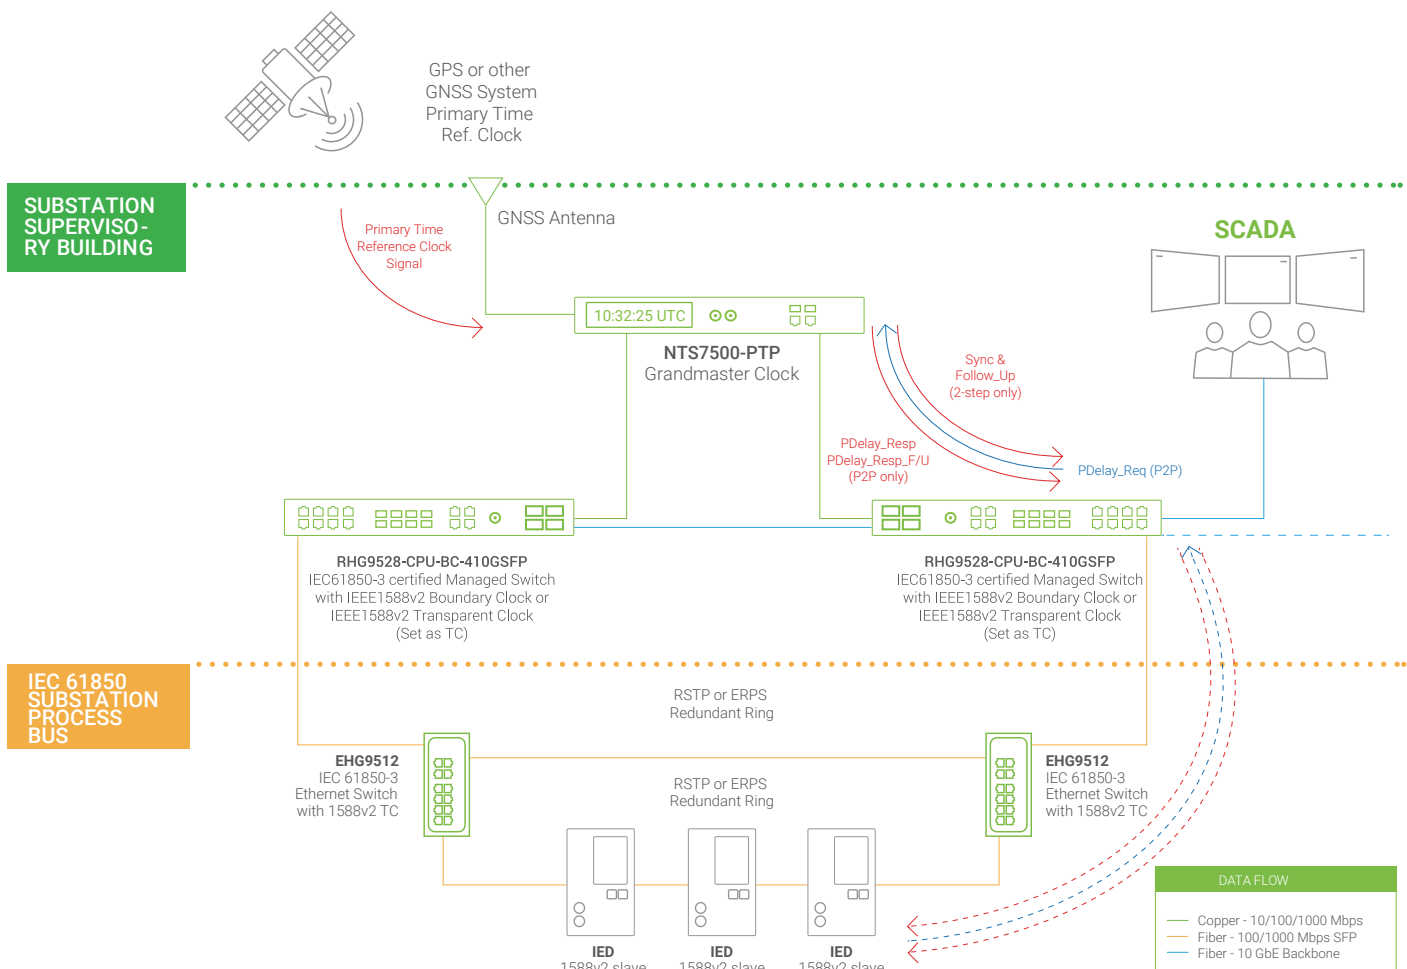 GPS or other
GNSS System
Primary Time
Ref. Clock
SUBSTATION
SUPERVISO-
RY BUILDING
GNSS Antenna
Primary Time
Reference Clock
Signal
SCADA
10:32:25 UTC
NTS7500-PTP
Grandmaster Clock
Sync &
Follow_Up
(2-step only)
PDelay_Resp
PDelay_Resp_F/U
(P2P only)
PDelay_Req (P2P)
RHG9528-CPU-BC-410GSFP
IEC61850-3 certified Managed Switch
with IEEE1588v2 Boundary Clock or
IEEE1588v2 Transparent Clock
(Set as TC)
RHG9528-CPU-BC-410GSFP
IEC61850-3 certified Managed Switch
with IEEE1588v2 Boundary Clock or
IEEE1588v2 Transparent Clock
(Set as TC)
IEC 61850
SUBSTATION
PROCESS
BUS
RSTP or ERPS
Redundant Ring
EHG9512
IEC 61850-3
Ethernet Switch
with 1588v2 TC
RSTP or ERPS
Redundant Ring
EHG9512
IEC 61850-3
Ethernet Switch
with 1588v2 TC
IED
1588v2 slave
IED
1588v2 slave
IED
1588v2 slave
DATA FLOW
Copper - 10/100/1000 Mbps
Fiber - 100/1000 Mbps SFP
Fiber - 10 GbE Backbone